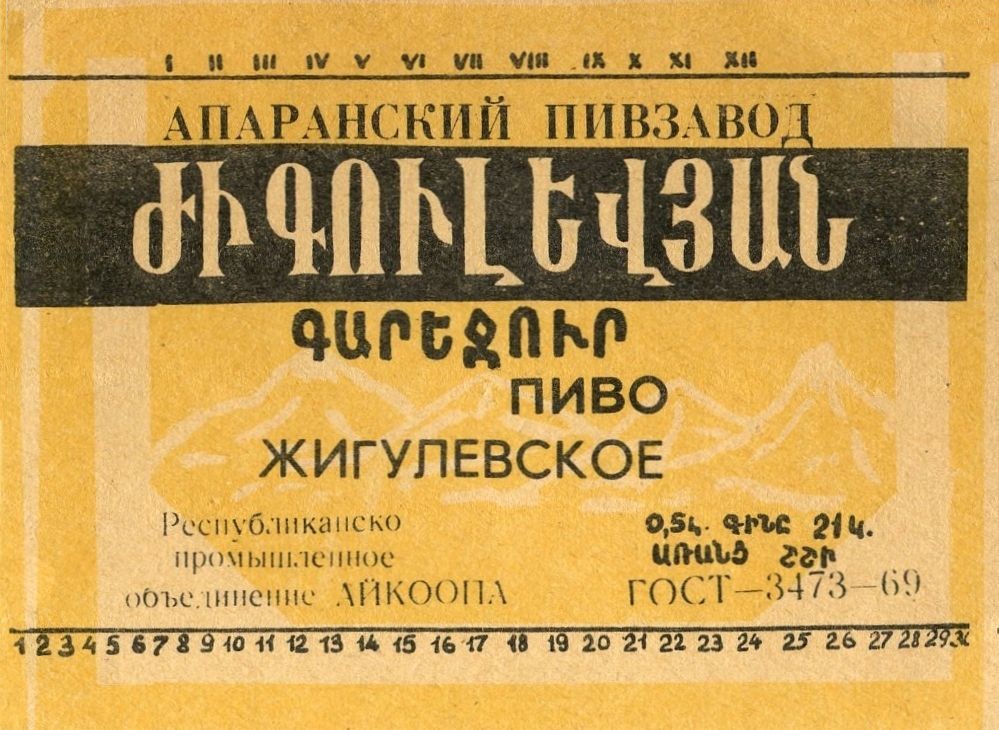 I II III IV V VI VII VIII IX X XI XII
АПАРАНСКИЙ ПИВЗАВОД
ԺԻԳՈՒԼԵՎՅԱՆ
ԳԱՐԵՋՈՒՐ
ПИВО
ЖИГУЛЕВСКОЕ
Республиканско
промышленное
объединение АЙКООПА
0,5լ. ԳԻՆԸ 21կ.
ԱՌԱՆՑ ՇՇԻ
ГОСТ—3473—69
1 2 3 4 5 6 7 8 9 10 11 12 13 14 15 16 17 18 19 20 21 22 23 24 25 26 27 28 29 30